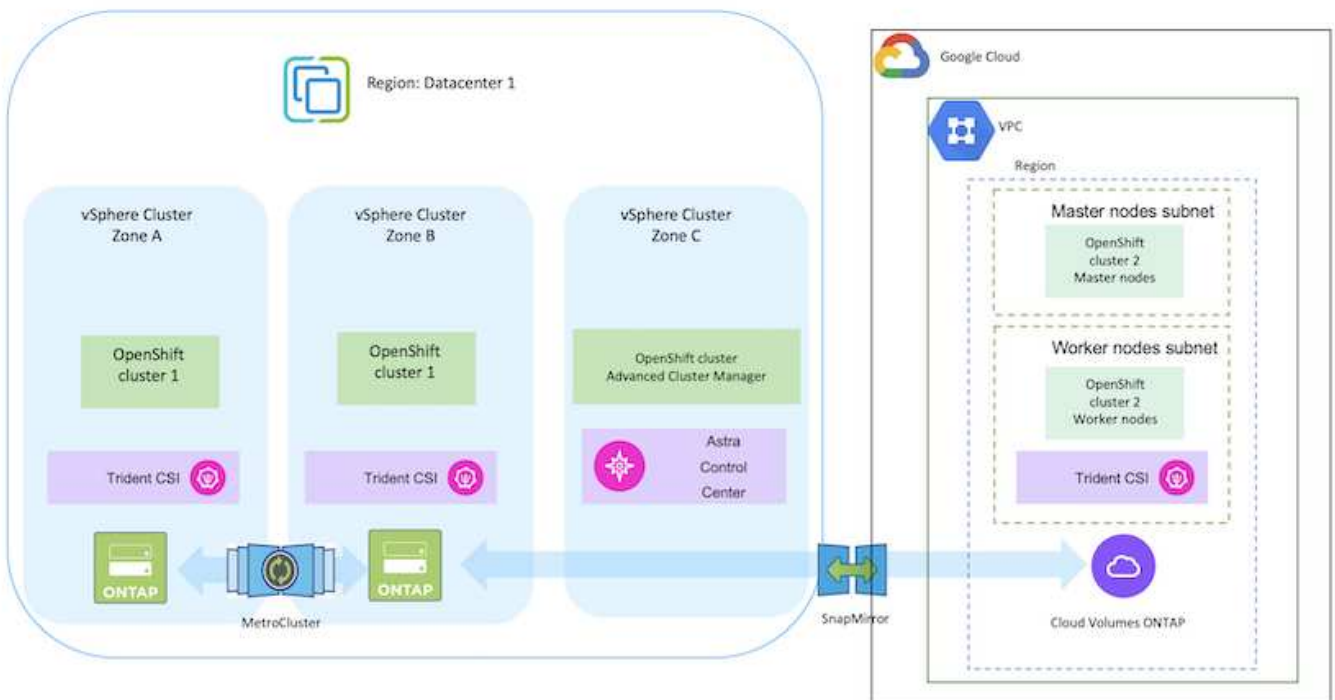 Region: Datacenter 1
vSphere Cluster
Zone A
OpenShift
cluster 1
Trident CSI
ONTAP
MetroCluster
vSphere Cluster
Zone B
OpenShift
cluster 1
Trident CSI
ONTAP
vSphere Cluster
Zone C
OpenShift cluster
Advanced Cluster Manager
Astra
Control
Center
SnapMirror
Google Cloud
VPC
Region
Master nodes subnet
OpenShift
cluster 2
Master nodes
Worker nodes subnet
OpenShift
cluster 2
Worker nodes
Trident CSI
Cloud Volumes ONTAP